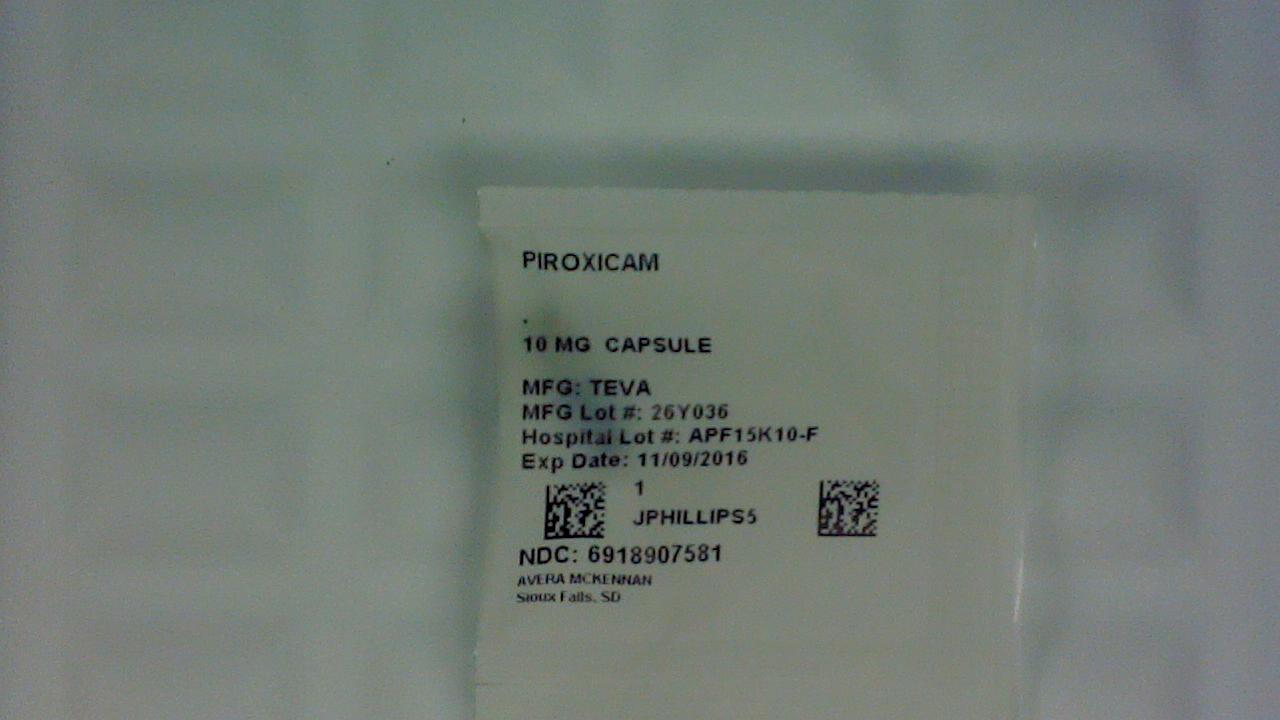 PIROXICAM
10 MG CAPSULE
MFG: TEVA
MFG Lot #: 26Y036
Hospital Lot #: APF15K10-F
Exp Date: 11/09/2016
1
JPHILLIPS5
NDC: 6918907581
AVERA MCKENNAN
Sioux Falls, SD